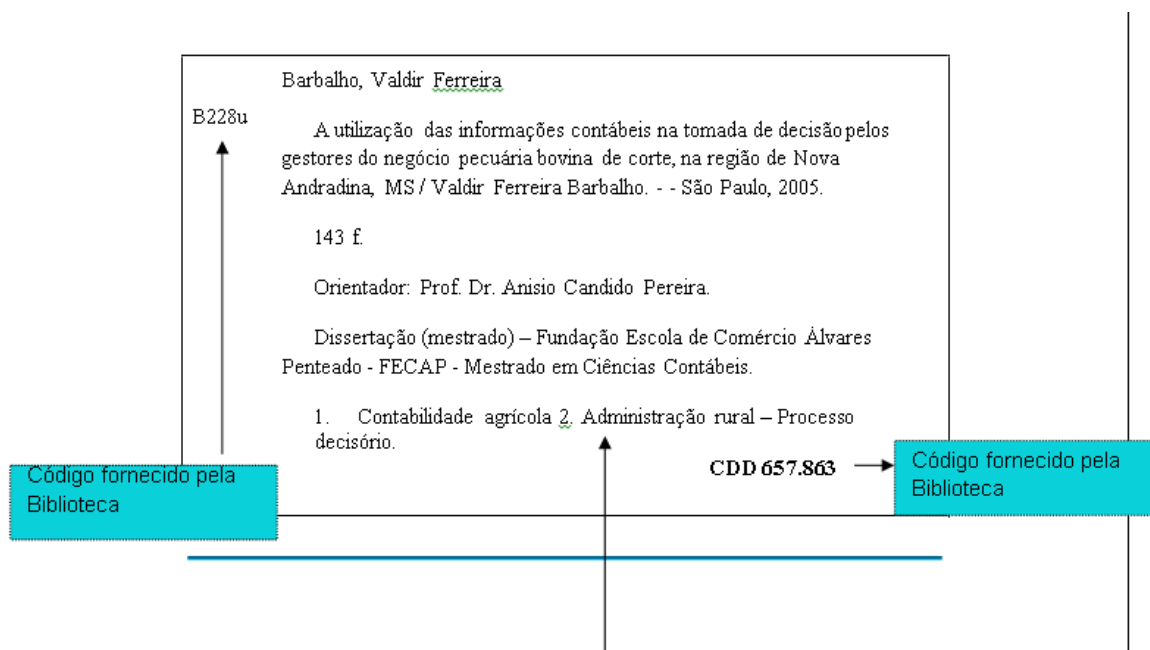 Barbalho, Valdir Ferreira
B228u
A utilização das informações contábeis na tomada de decisão pelos
gestores do negócio pecuária bovina de corte, na região de Nova
Andradina, MS / Valdir Ferreira Barbalho. - - São Paulo, 2005.
143 f.
Orientador: Prof. Dr. Anisio Candido Pereira.
Dissertação (mestrado) – Fundação Escola de Comércio Álvares
Penteado - FECAP - Mestrado em Ciências Contábeis.
1. Contabilidade agrícola 2. Administração rural – Processo
decisório.
CDD 657.863
Código fornecido pela
Biblioteca
Código fornecido pela
Biblioteca